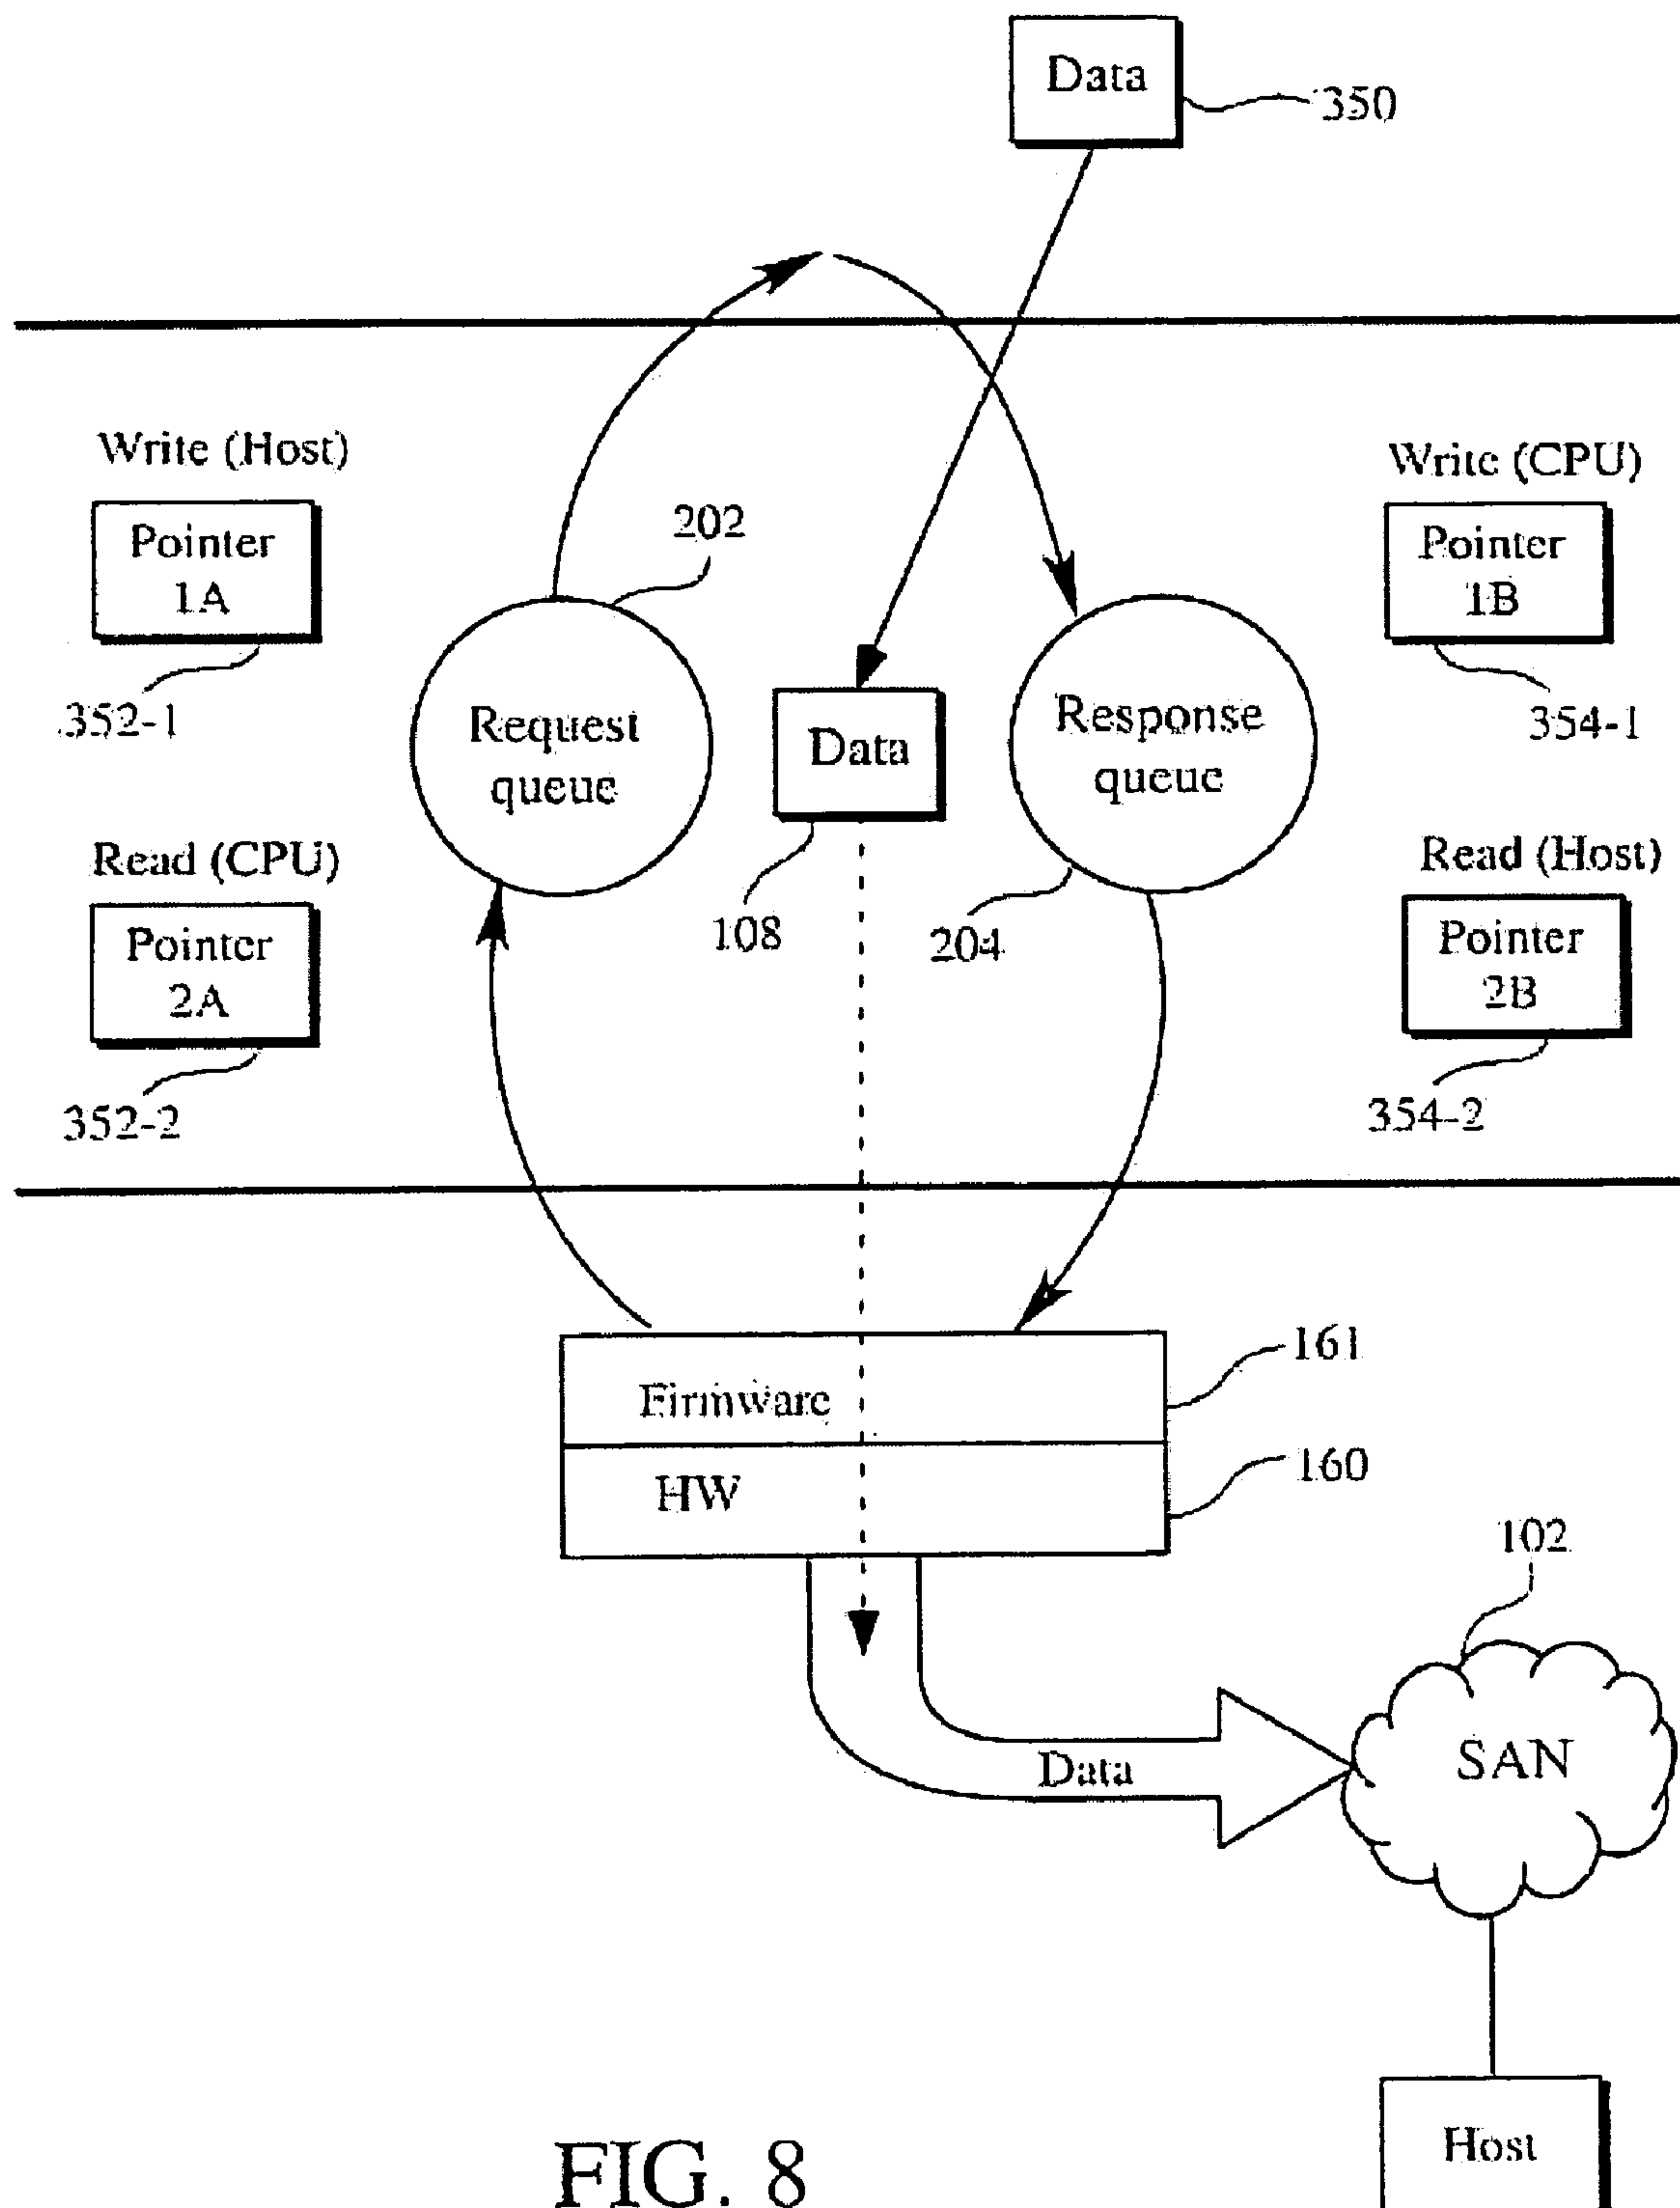 Data
350
Write (Host)
Write (CPU)
Pointer
1A
202
Pointer
1B
352-1
Request
queue
Data
Response
queue
354-1
Read (CPU)
Read (Host)
Pointer
2A
108
204
Pointer
2B
352-2
354-2
161
Firmware
HW
160
102
SAN
Data
Host
FIG. 8